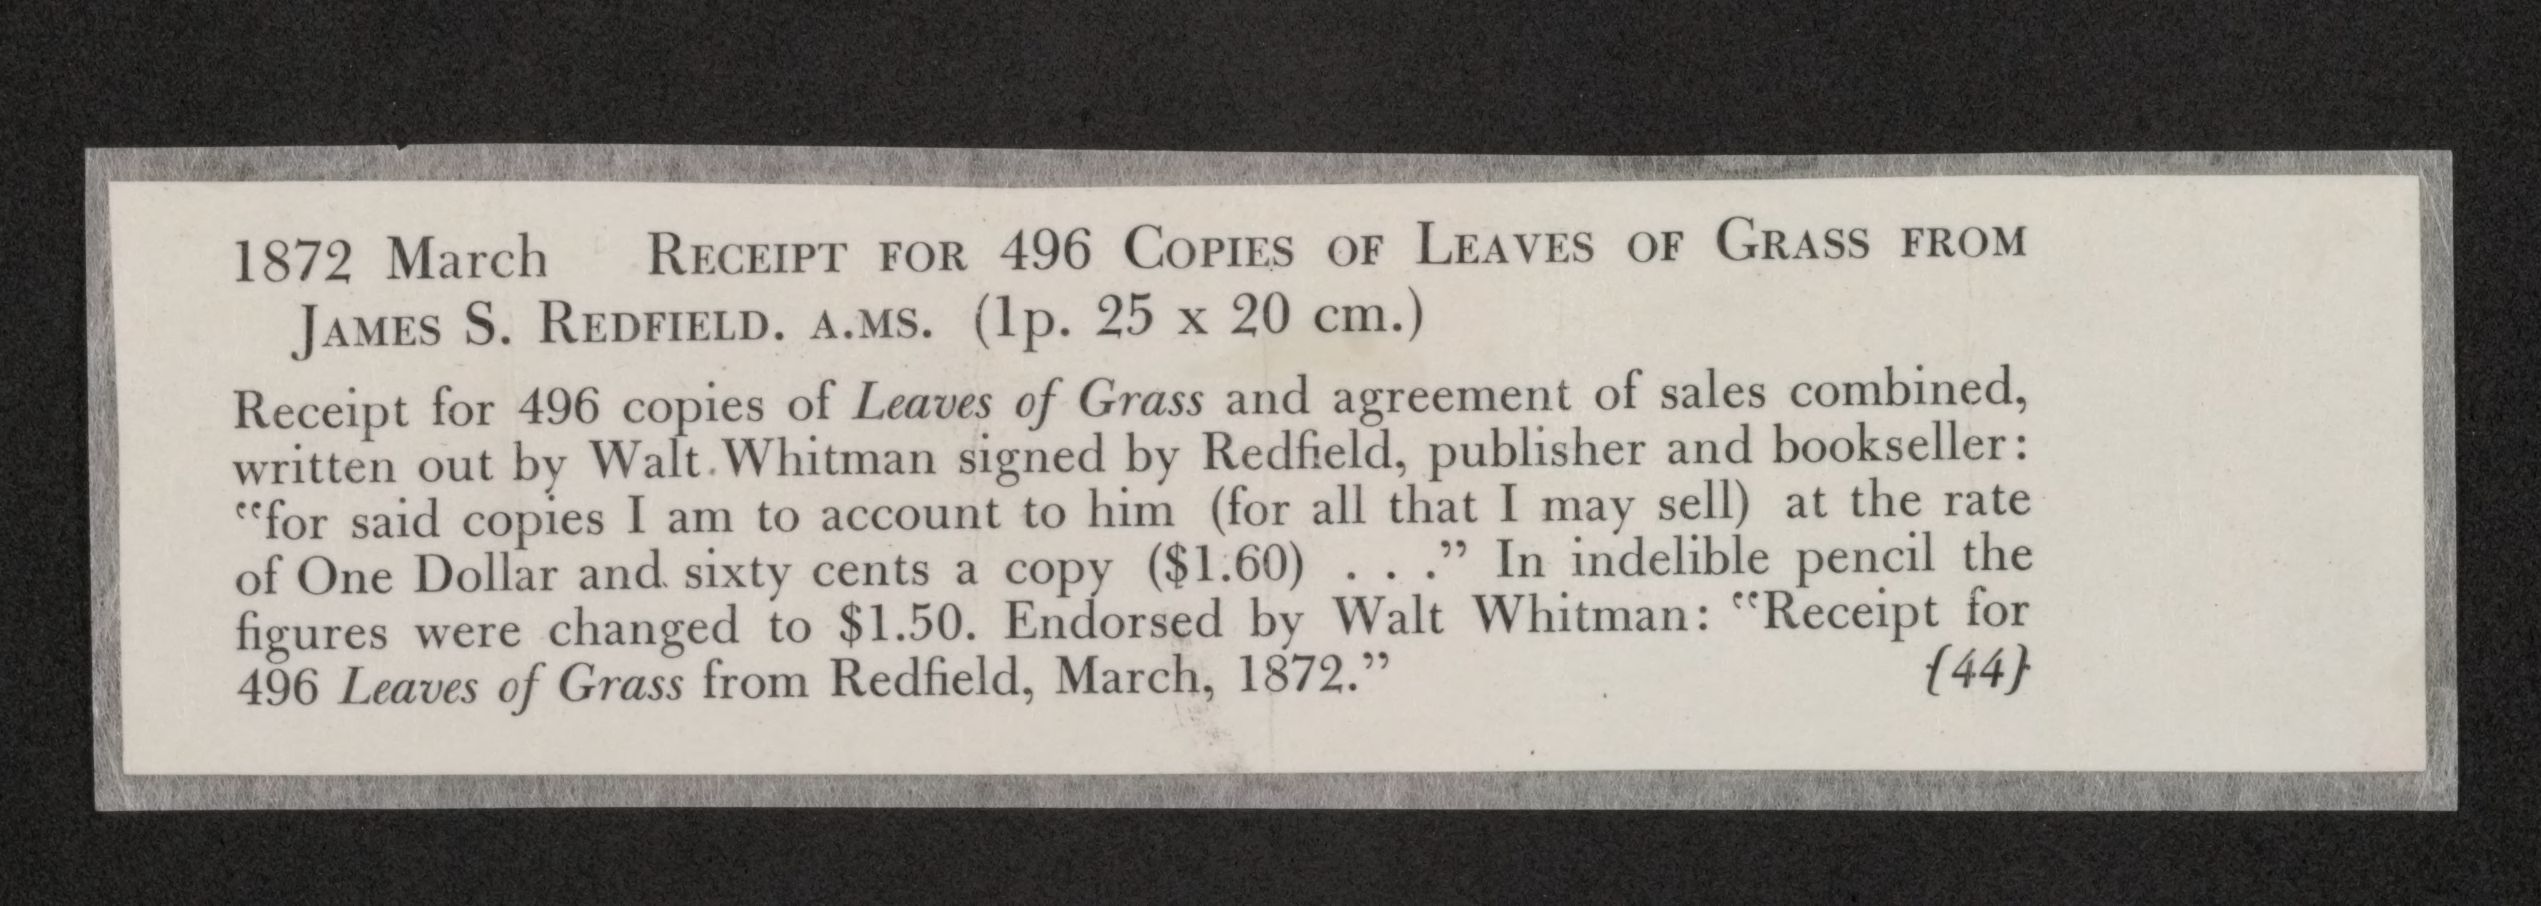 1872 March Receipt for 496 Copies of Leaves of Grass from
James S. Redfield. A.MS. (1p. 25 x 20 cm.)
Receipt for 496 copies of Leaves of Grass and agreement of sales combined,
written out by Walt Whitman signed by Redfield, publisher and bookseller:
“for said copies I am to account to him (for all that I may sell) at the rate
of One Dollar and sixty cents a copy ($1.60) . . .” In indelible pencil the
figures were changed to $1.50. Endorsed by Walt Whitman: “Receipt for
496 Leaves of Grass from Redfield, March, 1872.” {44}